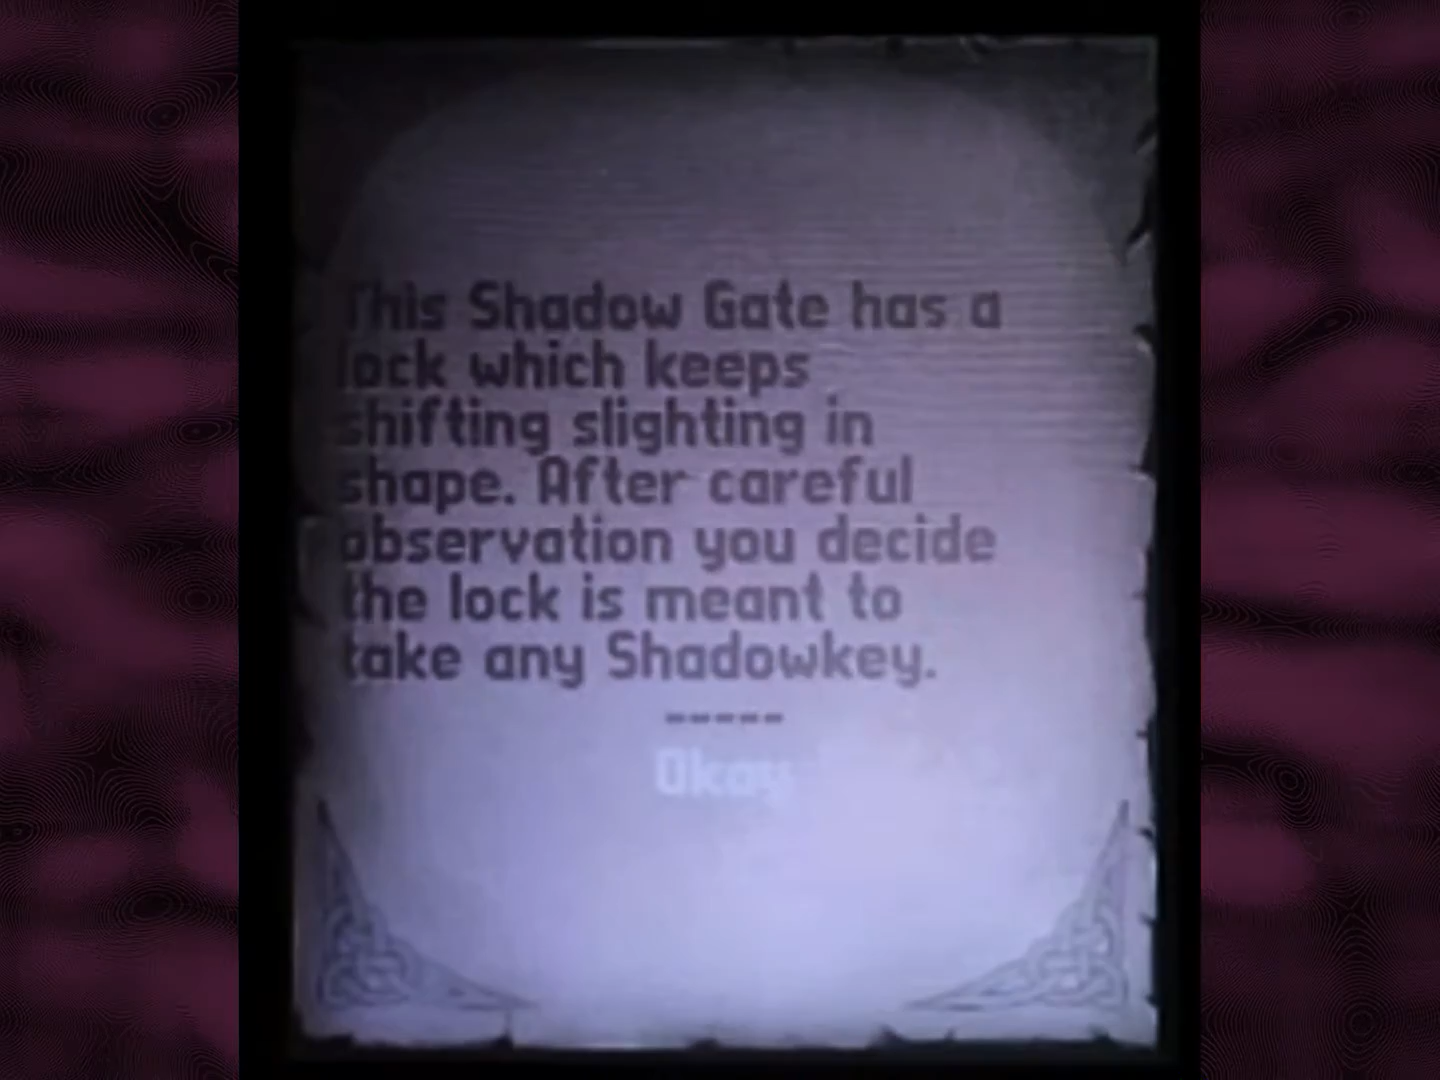 This Shadow Gate has a
lock which keeps
shifting slighting in
shape. After careful
observation you decide
the lock is meant to
take any Shadowkey.
-----
Okay